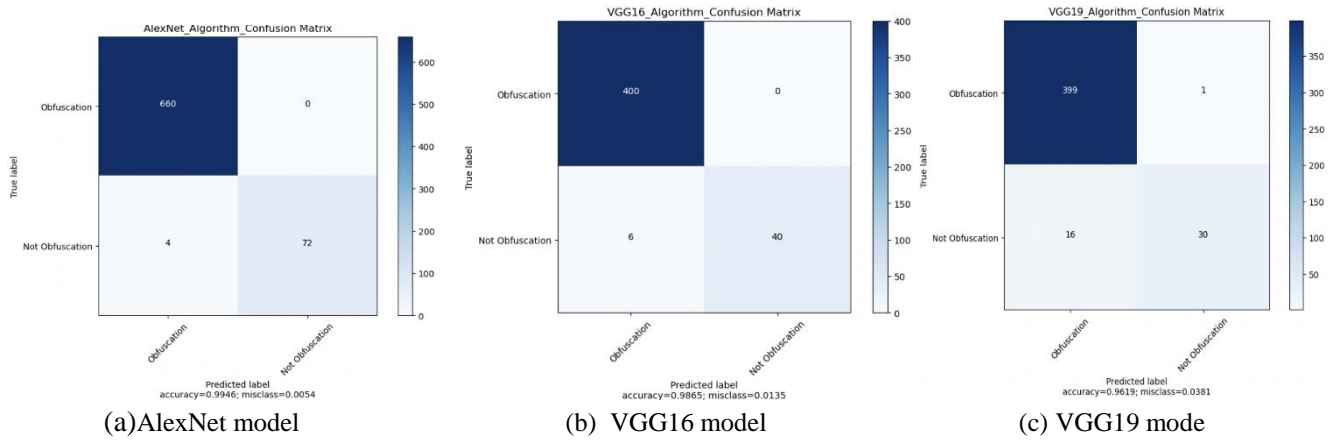 AlexNet_Algorithm_Confusion Matrix
600
500
400
300
200
100
0
True label
Obfuscation
Not Obfuscation
660
0
4
72
Obfuscation
Not Obfuscation
Predicted label
accuracy=0.9946; misclass=0.0054
(a)AlexNet model
VGG16_Algorithm_Confusion Matrix
400
350
300
250
200
150
100
50
0
True label
Obfuscation
Not Obfuscation
400
0
6
40
Obfuscation
Not Obfuscation
Predicted label
accuracy=0.9865; misclass=0.0135
(b) VGG16 model
VGG19_Algorithm_Confusion Matrix
350
300
250
200
150
100
50
True label
Obfuscation
Not Obfuscation
399
1
16
30
Obfuscation
Not Obfuscation
Predicted label
accuracy=0.9619; misclass=0.0381
(c) VGG19 mode